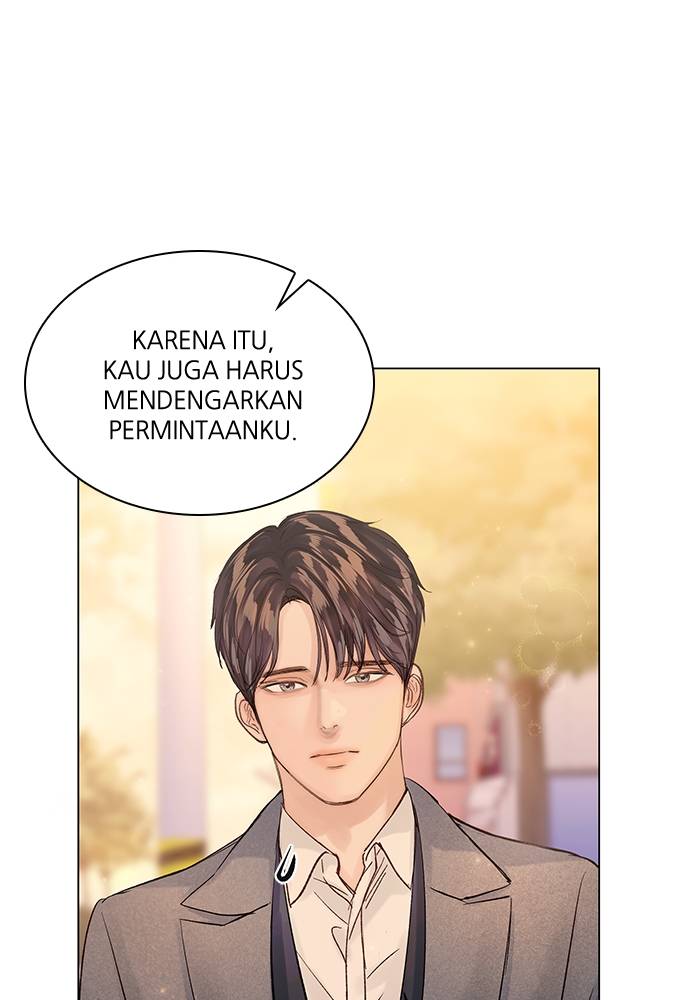 KARENA ITU,
KAU JUGA HARUS
MENDENGARKAN
PERMINTAANKU.